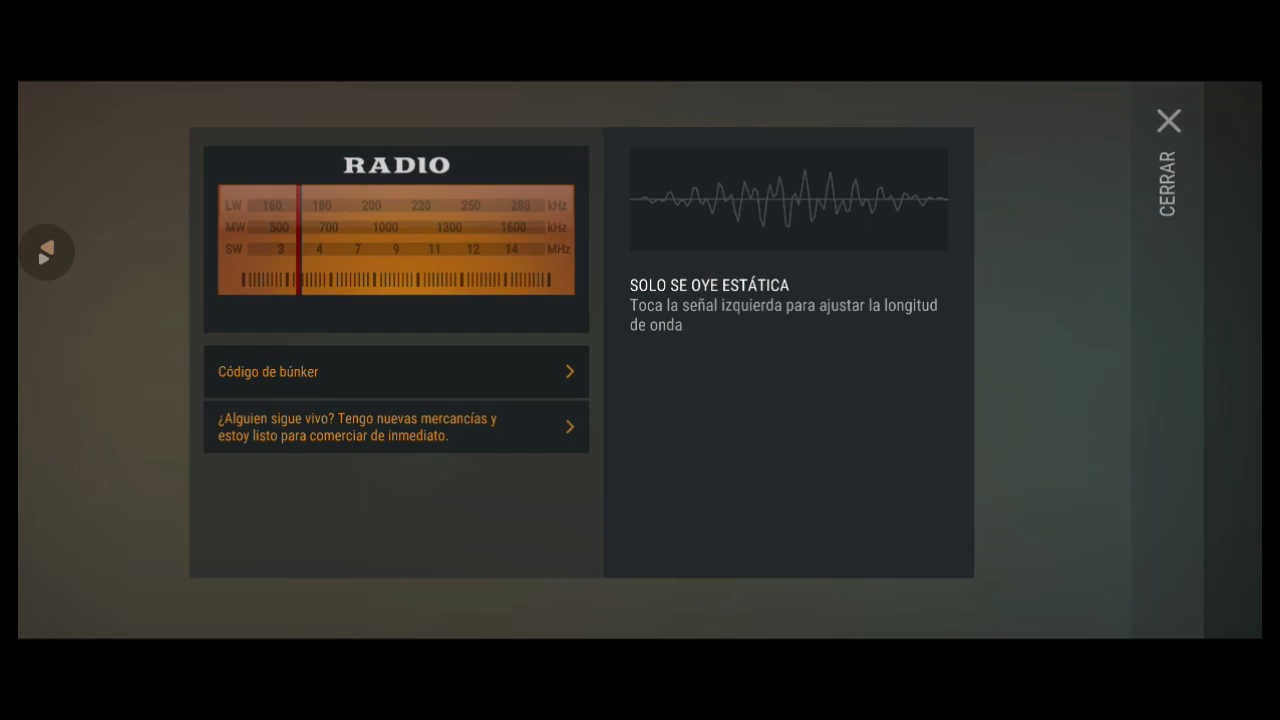 RADIO
LW 160 180 200 220 250 280 kHz
MW 500 700 1000 1300 1600 kHz
SW 3 4 7 9 11 12 14 MHz
Código de búnker
¿Alguien sigue vivo? Tengo nuevas mercancías y
estoy listo para comerciar de inmediato.
SOLO SE OYE ESTÁTICA
Toca la señal izquierda para ajustar la longitud
de onda
CERRAR